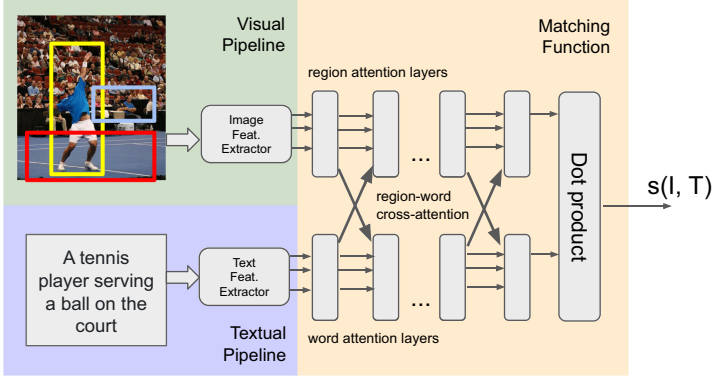 Visual
Pipeline
Matching
Function
region attention layers
Image
Feat.
Extractor
...
Dot product
s(I, T)
region-word
cross-attention
A tennis
player serving
a ball on the
court
Text
Feat.
Extractor
...
Textual
Pipeline
word attention layers